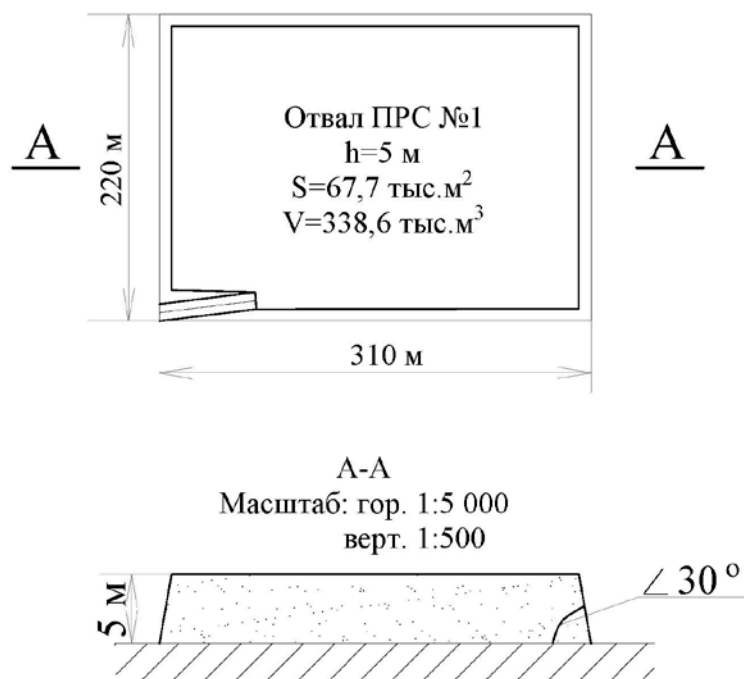 Отвал ПРС №1
h=5 м
S=67,7 тыс.м²
V=338,6 тыс.м³
А
А
220 м
310 м
А-А
Масштаб: гор. 1:5 000
верт. 1:500
5 м
∠ 30 º